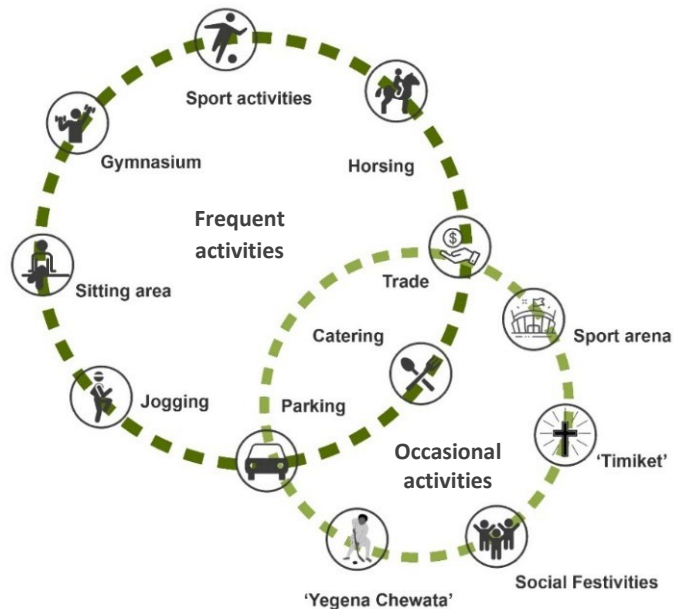 Sport activities
Gymnasium
Horsing
Frequent
activities
Sitting area
Trade
$
Catering
Sport arena
Jogging
Parking
Occasional
activities
'Timiket'
Social Festivities
'Yegena Chewata'